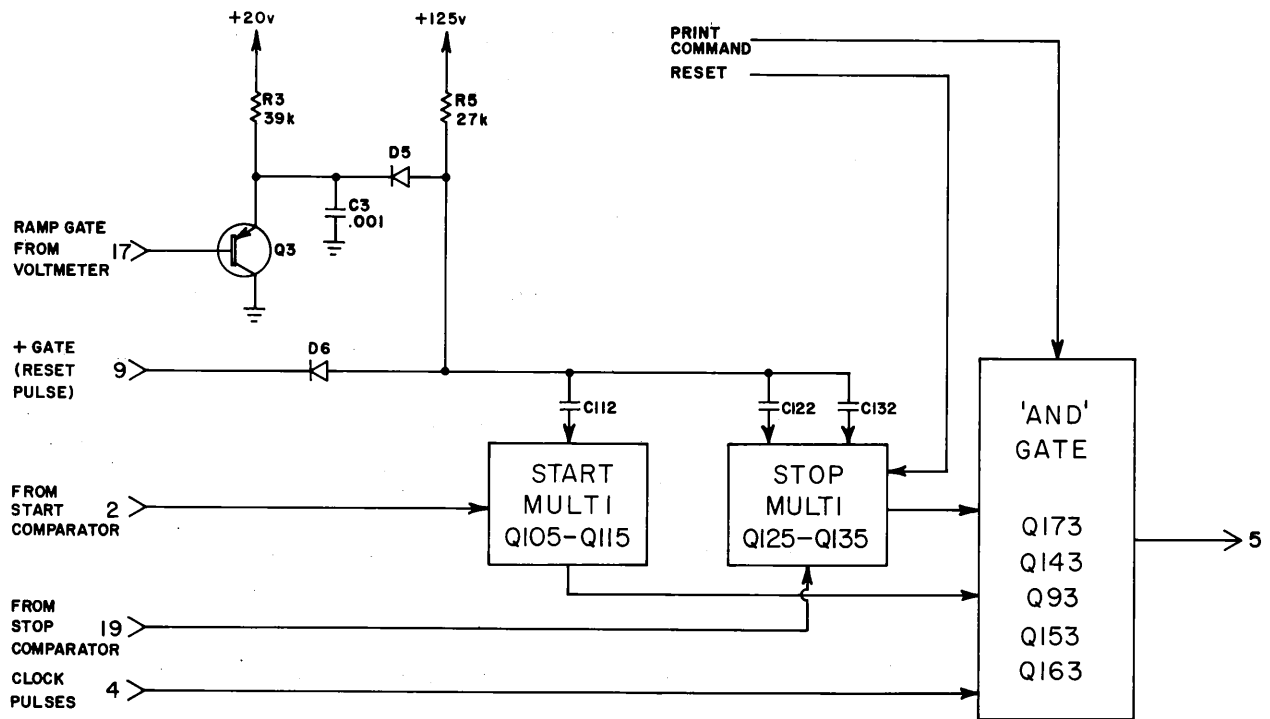 +20v
+125v
PRINT
COMMAND
RESET
R3
39k
R5
27k
D5
C3
.001
RAMP GATE
FROM
VOLTMETER
17
Q3
+ GATE
(RESET
PULSE)
9
D6
C112
C122
C132
'AND'
GATE
Q173
Q143
Q93
Q153
Q163
START
MULTI
Q105-Q115
STOP
MULTI
Q125-Q135
FROM
START
COMPARATOR
2
5
FROM
STOP
COMPARATOR
19
CLOCK
PULSES
4